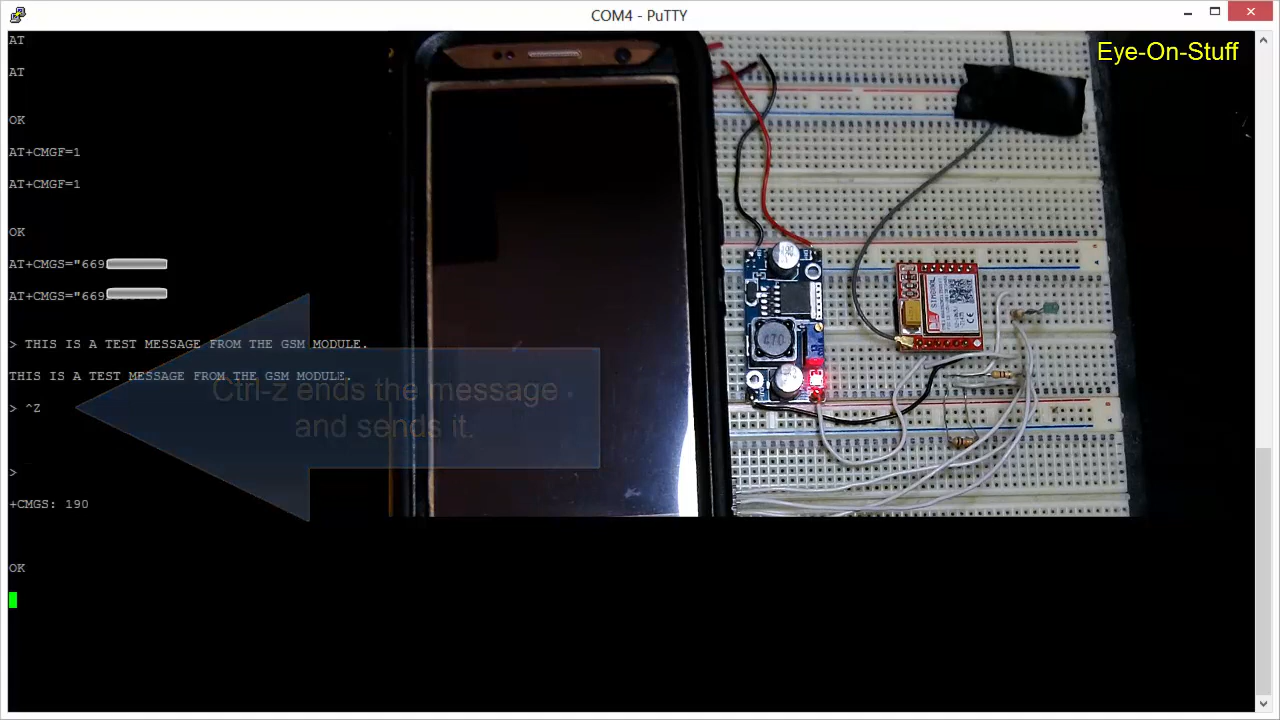 COM4 - PuTTY
Eye-On-Stuff
AT
AT
OK
AT+CMGF=1
AT+CMGF=1
OK
AT+CMGS="669
AT+CMGS="669
> THIS IS A TEST MESSAGE FROM THE GSM MODULE.
THIS IS A TEST MESSAGE FROM THE GSM MODULE.
> ^Z
Ctrl-z ends the message
and sends it.
>
+CMGS: 190
OK
470
SIM800L